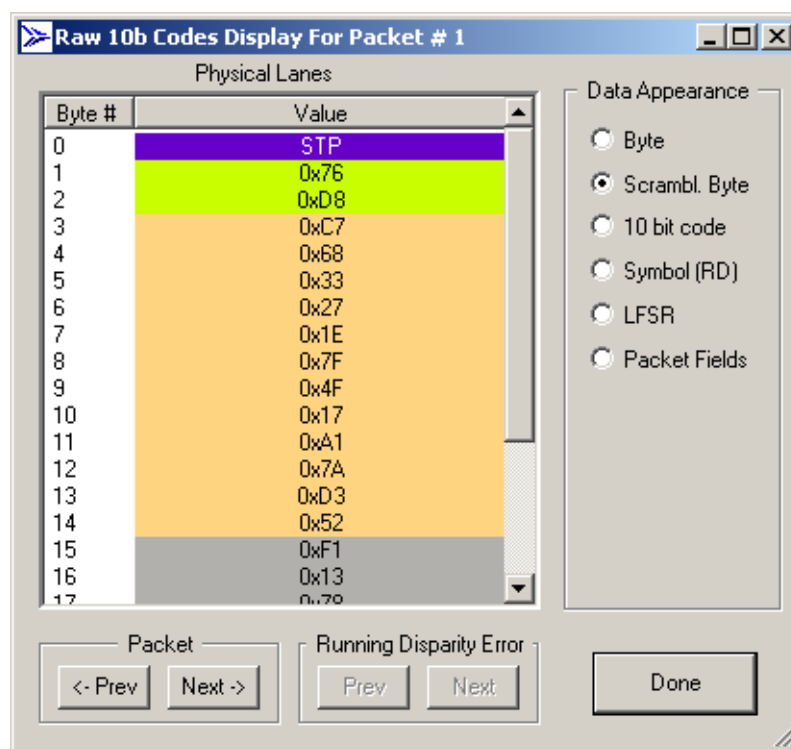 Raw 10b Codes Display For Packet # 1
Physical Lanes
Byte # Value
0 STP
1 0x76
2 0xD8
3 0xC7
4 0x68
5 0x33
6 0x27
7 0x1E
8 0x7F
9 0x4F
10 0x17
11 0xA1
12 0x7A
13 0xD3
14 0x52
15 0xF1
16 0x13
17
Data Appearance
Byte
Scrambl. Byte
10 bit code
Symbol (RD)
LFSR
Packet Fields
Packet
<- Prev Next ->
Running Disparity Error
Prev Next
Done